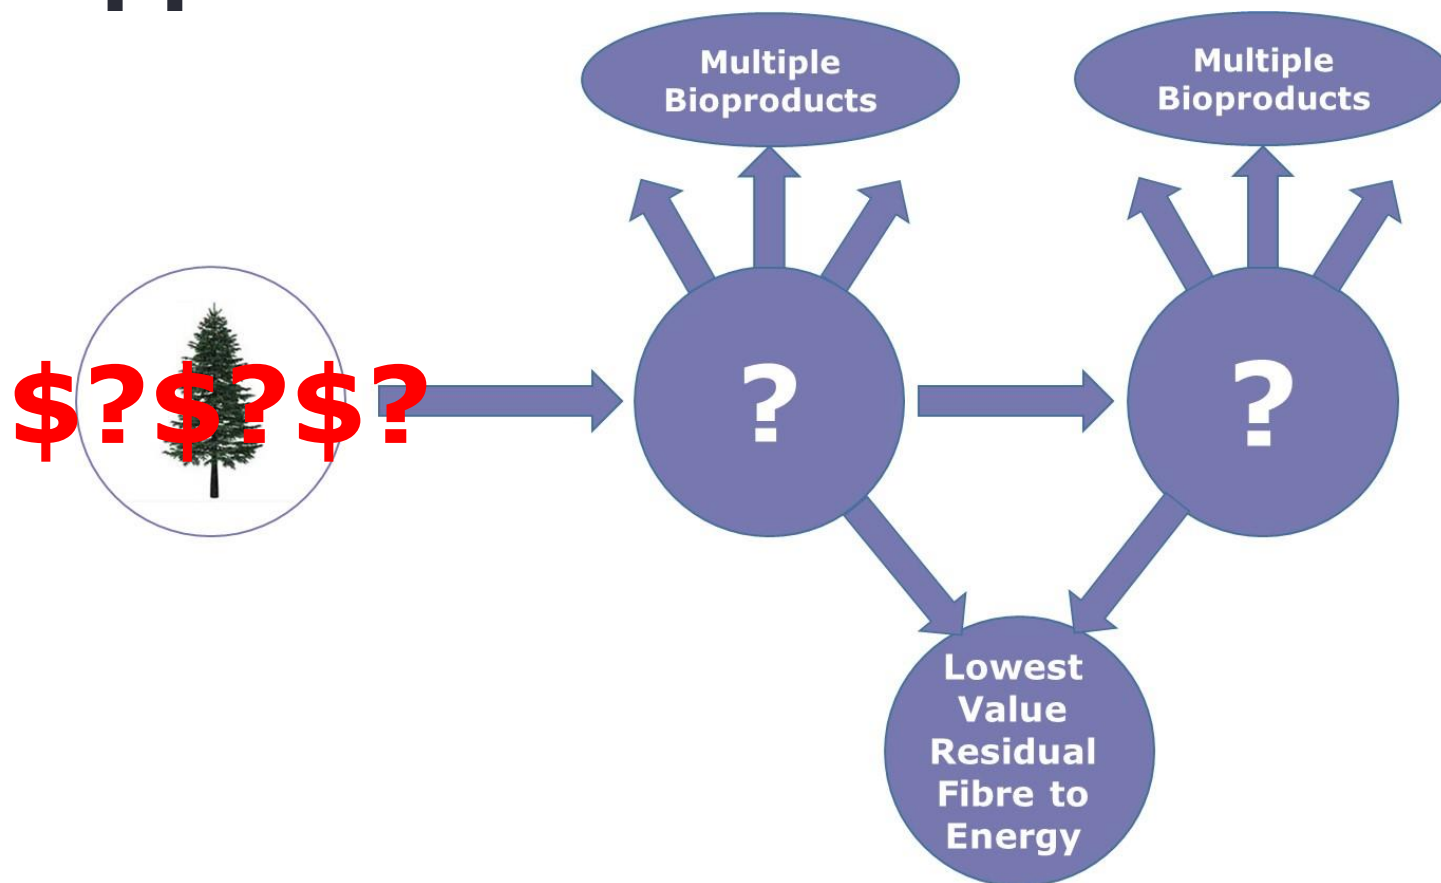 Multiple
Bioproducts
Multiple
Bioproducts
$?$?$?
?
?
Lowest
Value
Residual
Fibre to
Energy